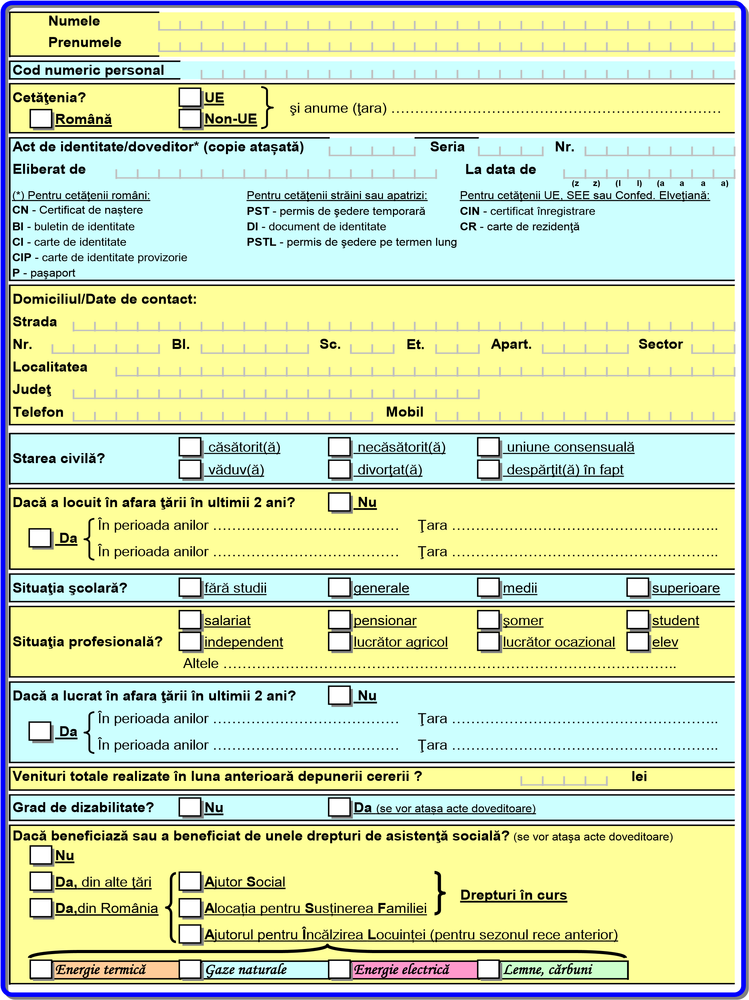 Numele
Prenumele
Cod numeric personal
Cetăţenia? UE
Română Non-UE şi anume (ţara) ……………………………………………………………
Act de identitate/doveditor* (copie atașată) Seria Nr.
Eliberat de La data de
(z z) (l l) (a a a a)
(*) Pentru cetăţenii români: Pentru cetăţenii străini sau apatrizi: Pentru cetăţenii UE, SEE sau Confed. Elveţiană:
CN - Certificat de naștere PST - permis de şedere temporară CIN - certificat înregistrare
BI - buletin de identitate DI - document de identitate CR - carte de rezidenţă
CI - carte de identitate PSTL - permis de şedere pe termen lung
CIP - carte de identitate provizorie
P - paşaport
Domiciliul/Date de contact:
Strada
Nr. Bl. Sc. Et. Apart. Sector
Localitatea
Judeţ
Telefon Mobil
Starea civilă? căsătorit(ă) necăsătorit(ă) uniune consensuală
văduv(ă) divorţat(ă) despărţit(ă) în fapt
Dacă a locuit în afara ţării în ultimii 2 ani? Nu
În perioada anilor ………………………………… Ţara ………………………………………………..
Da
În perioada anilor ………………………………… Ţara ………………………………………………..
Situaţia şcolară? fără studii generale medii superioare
Situaţia profesională? salariat pensionar şomer student
independent lucrător agricol lucrător ocazional elev
Altele …………………………………………………………………………………..
Dacă a lucrat în afara ţării în ultimii 2 ani? Nu
În perioada anilor ………………………………… Ţara ………………………………………………..
Da
În perioada anilor ………………………………… Ţara ………………………………………………..
Venituri totale realizate în luna anterioară depunerii cererii ? lei
Grad de dizabilitate? Nu Da (se vor atașa acte doveditoare)
Dacă beneficiază sau a beneficiat de unele drepturi de asistenţă socială? (se vor ataşa acte doveditoare)
Nu
Da, din alte ţări Ajutor Social
Drepturi în curs
Da,din România Alocația pentru Susținerea Familiei
Ajutorul pentru Încălzirea Locuinței (pentru sezonul rece anterior)
Energie termică Gaze naturale Energie electrică Lemne, cărbuni